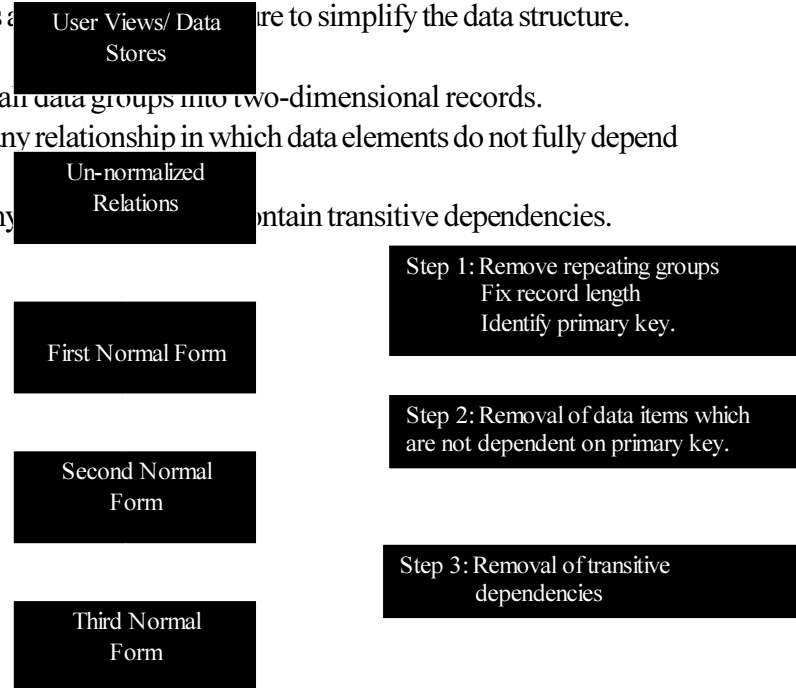 User Views/ Data
Stores
re to simplify the data structure.
all data groups into two-dimensional records.
any relationship in which data elements do not fully depend
Un-normalized
Relations
ontain transitive dependencies.
Step 1: Remove repeating groups
Fix record length
Identify primary key.
First Normal Form
Step 2: Removal of data items which
are not dependent on primary key.
Second Normal
Form
Step 3: Removal of transitive
dependencies
Third Normal
Form